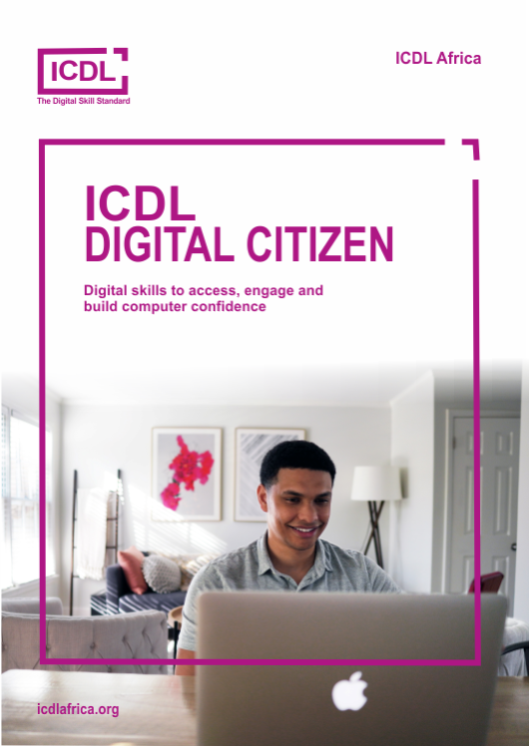 ICDL
The Digital Skill Standard
ICDL Africa
ICDL
DIGITAL CITIZEN
Digital skills to access, engage and
build computer confidence
icdlafrica.org